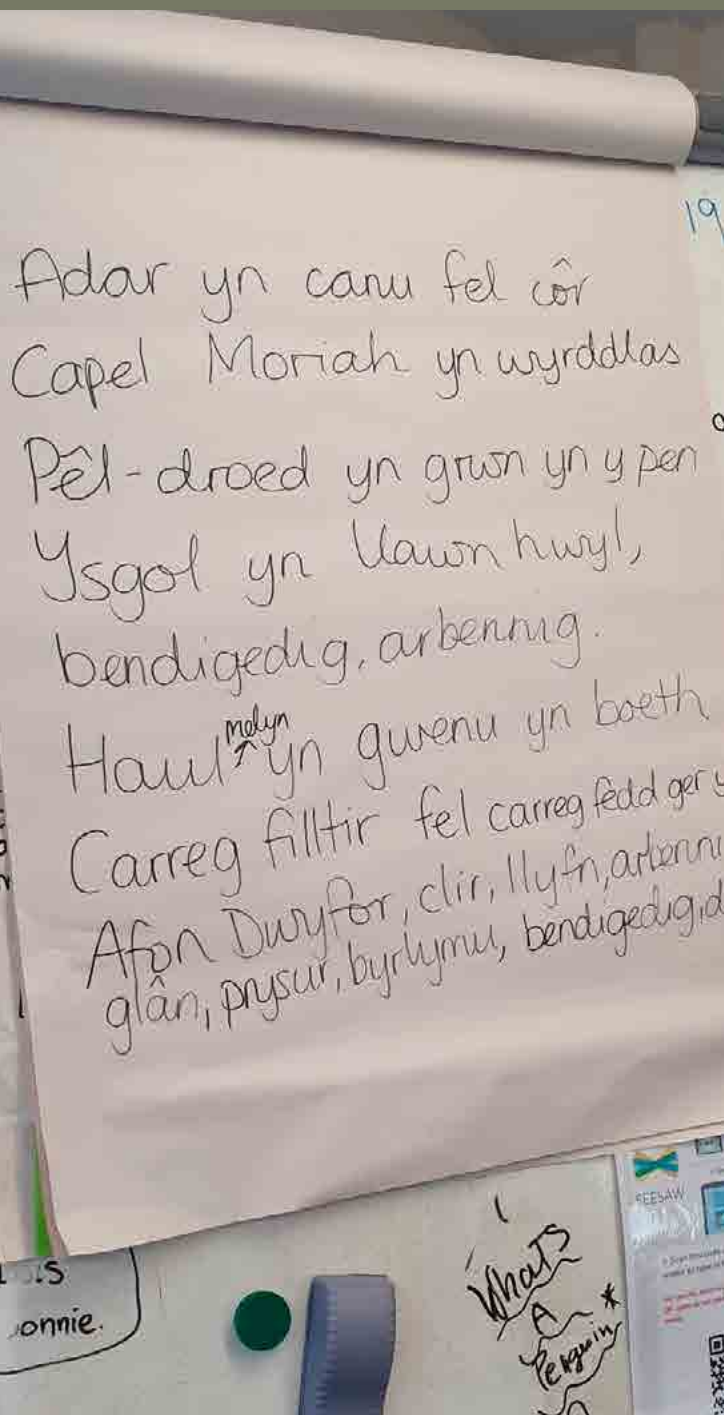 19
Adar yn canu fel côr
Capel Moriah yn wyrddlas
Pêl-droed yn grwn yn y pen
Ysgol yn llawn hwyl,
bendigedig, arbennig.
melyn
Haul ↑ yn gwenu yn boeth
Carreg filltir fel carreg fedd ger y
Afon Dwyfor, clir, llyfn, arbenni
glân, prysur, byrlymu, bendigedig, d
SEESAW
is
onnie.
Whats
A *
Penguin